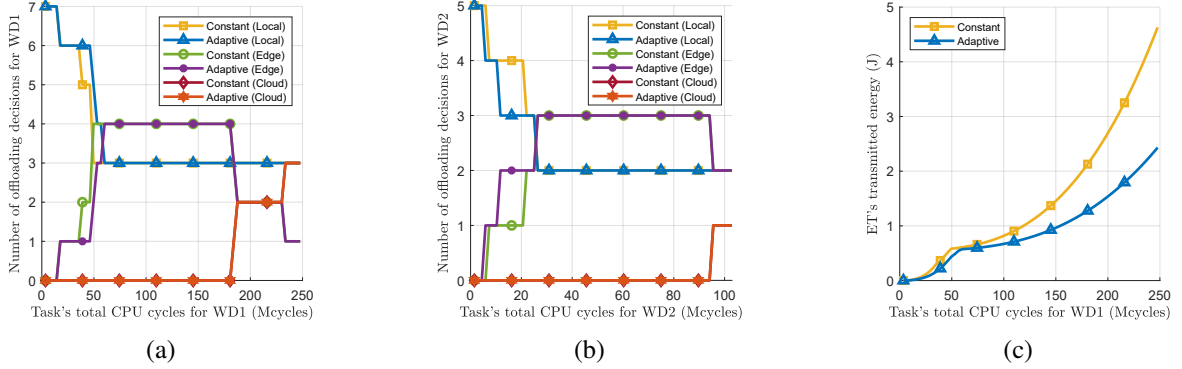 Number of offloading decisions for WD1
7
6
5
4
3
2
1
0
Constant (Local)
Adaptive (Local)
Constant (Edge)
Adaptive (Edge)
Constant (Cloud)
Adaptive (Cloud)
0 50 100 150 200 250
Task's total CPU cycles for WD1 (Mcycles)
(a)
Number of offloading decisions for WD2
5
4
3
2
1
0
Constant (Local)
Adaptive (Local)
Constant (Edge)
Adaptive (Edge)
Constant (Cloud)
Adaptive (Cloud)
0 20 40 60 80 100
Task's total CPU cycles for WD2 (Mcycles)
(b)
ET's transmitted energy (J)
5
4
3
2
1
0
Constant
Adaptive
0 50 100 150 200 250
Task's total CPU cycles for WD1 (Mcycles)
(c)